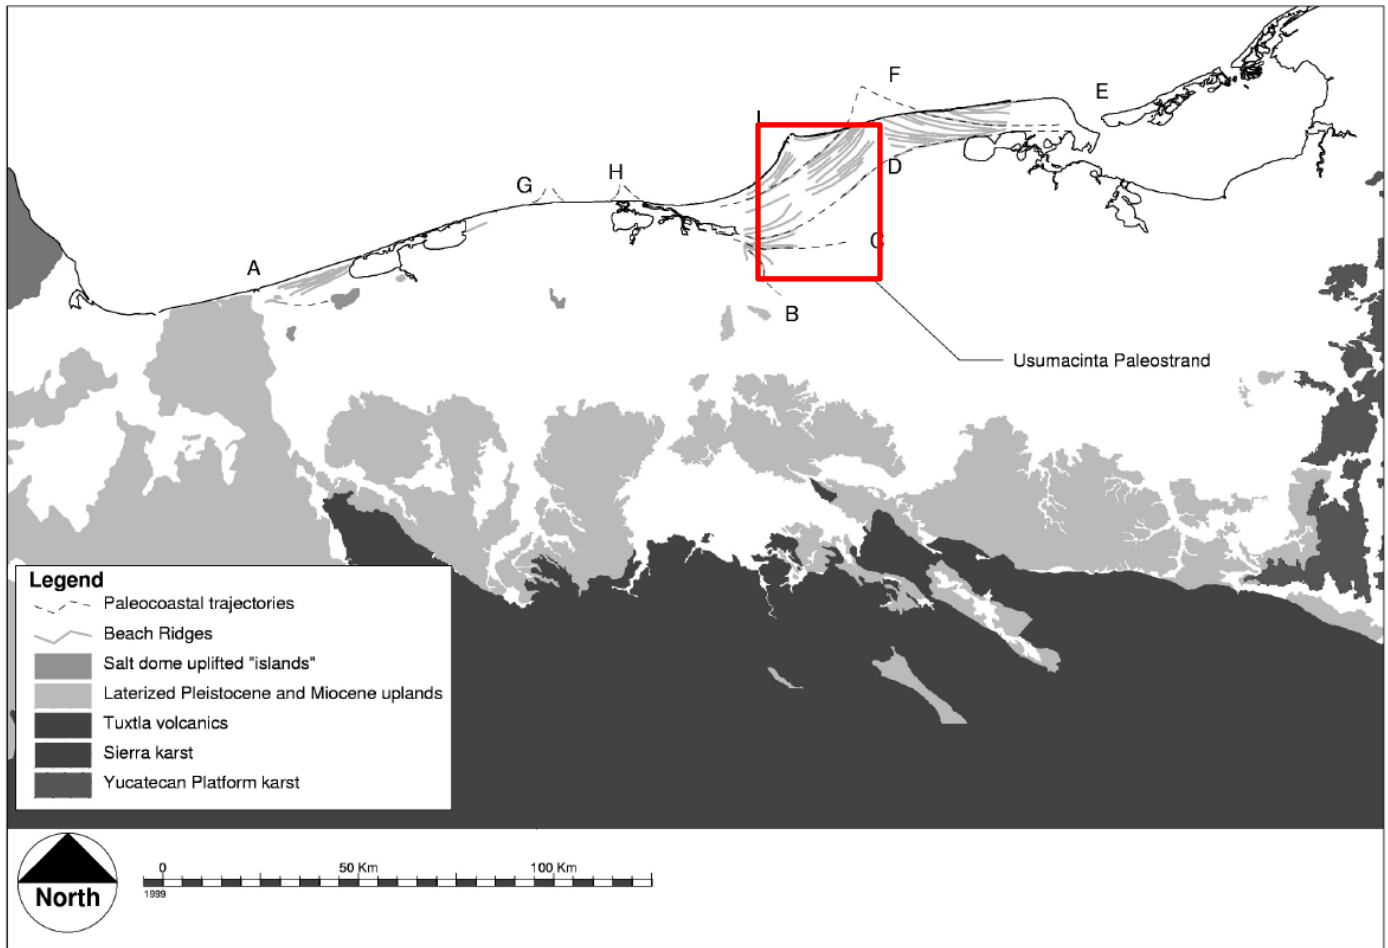 F
E
I
H
G
D
C
A
B
Usumacinta Paleostrand
Legend
Paleocoastal trajectories
Beach Ridges
Salt dome uplifted "islands"
Laterized Pleistocene and Miocene uplands
Tuxtla volcanics
Sierra karst
Yucatecan Platform karst
North
0 50 Km 100 Km
1999